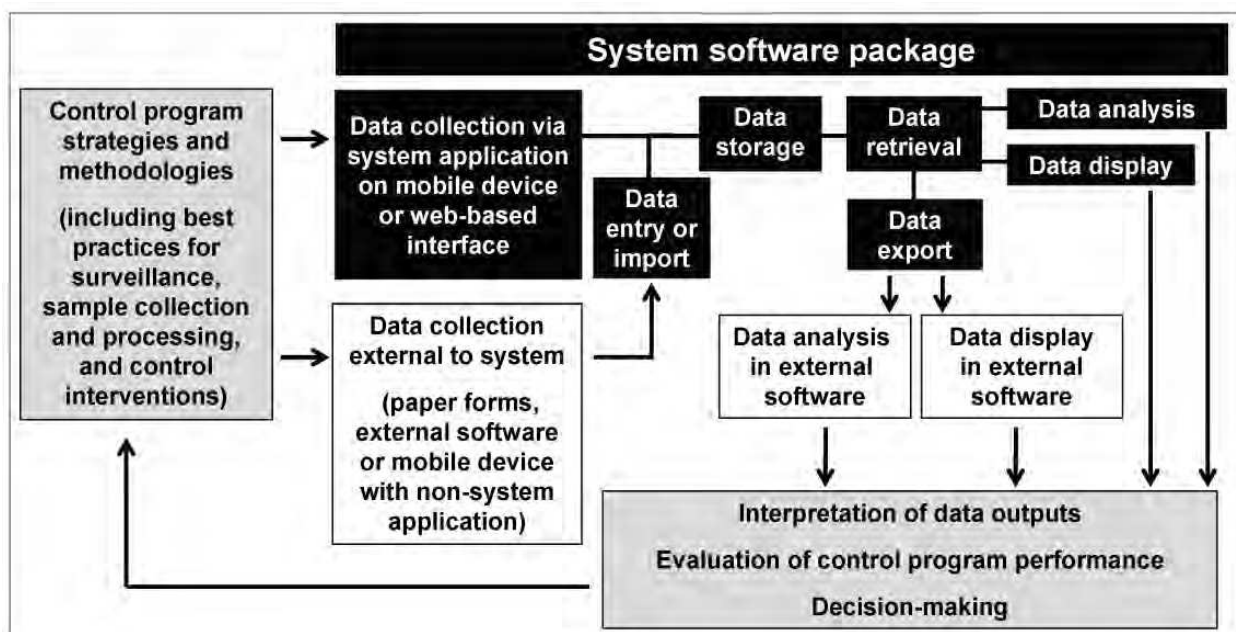 System software package
Control program
strategies and
methodologies
(including best
practices for
surveillance,
sample collection
and processing,
and control
interventions)
Data collection via
system application
on mobile device
or web-based
interface
Data
entry or
import
Data
storage
Data
retrieval
Data analysis
Data display
Data
export
Data collection
external to system
(paper forms,
external software
or mobile device
with non-system
application)
Data analysis
in external
software
Data display
in external
software
Interpretation of data outputs
Evaluation of control program performance
Decision-making